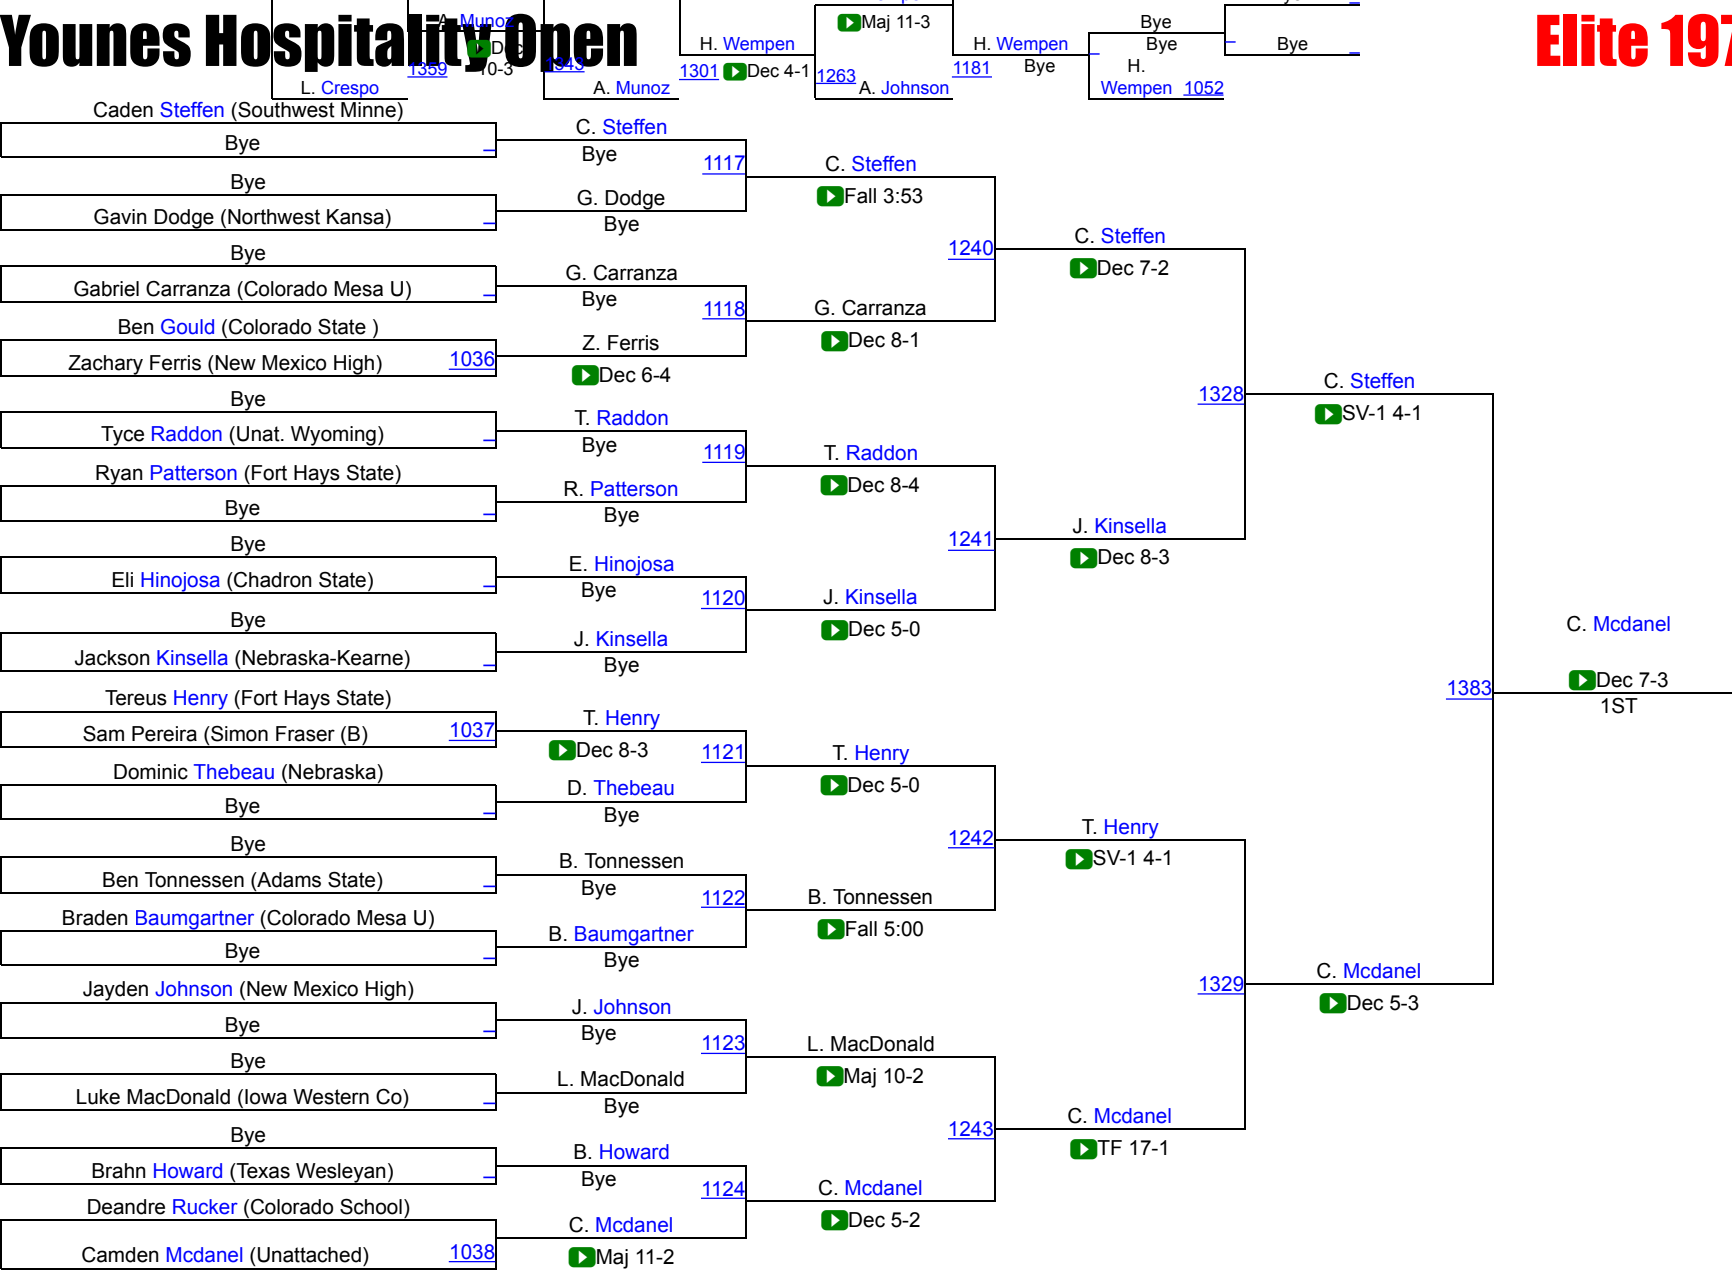 Younes Hospitality Open
Elite 197
A. Munoz
Dec
10-3
1359
L. Crespo
1343
A. Munoz
H. Wempen
1301 Dec 4-1
Maj 11-3
1263
A. Johnson
H. Wempen
1181 Bye
Bye
Bye
H.
Wempen 1052
Bye
Caden Steffen (Southwest Minne)
Bye
Bye
Gavin Dodge (Northwest Kansa)
Bye
Gabriel Carranza (Colorado Mesa U)
Ben Gould (Colorado State )
Zachary Ferris (New Mexico High) 1036
Bye
Tyce Raddon (Unat. Wyoming)
Ryan Patterson (Fort Hays State)
Bye
Bye
Eli Hinojosa (Chadron State)
Bye
Jackson Kinsella (Nebraska-Kearne)
Tereus Henry (Fort Hays State)
Sam Pereira (Simon Fraser (B) 1037
Dominic Thebeau (Nebraska)
Bye
Bye
Ben Tonnessen (Adams State)
Braden Baumgartner (Colorado Mesa U)
Bye
Jayden Johnson (New Mexico High)
Bye
Bye
Luke MacDonald (Iowa Western Co)
Bye
Brahn Howard (Texas Wesleyan)
Deandre Rucker (Colorado School)
Camden Mcdanel (Unattached) 1038
C. Steffen
Bye
1117
G. Dodge
Bye
G. Carranza
Bye
1118
Z. Ferris
Dec 6-4
T. Raddon
Bye
1119
R. Patterson
Bye
E. Hinojosa
Bye
1120
J. Kinsella
Bye
T. Henry
Dec 8-3
1121
D. Thebeau
Bye
B. Tonnessen
Bye
1122
B. Baumgartner
Bye
J. Johnson
Bye
1123
L. MacDonald
Bye
B. Howard
Bye
1124
C. Mcdanel
Maj 11-2
C. Steffen
Fall 3:53
1240
G. Carranza
Dec 8-1
T. Raddon
Dec 8-4
1241
J. Kinsella
Dec 5-0
T. Henry
Dec 5-0
1242
B. Tonnessen
Fall 5:00
L. MacDonald
Maj 10-2
1243
C. Mcdanel
Dec 5-2
C. Steffen
Dec 7-2
1328
J. Kinsella
Dec 8-3
T. Henry
SV-1 4-1
1329
C. Mcdanel
TF 17-1
C. Steffen
SV-1 4-1
1383
C. Mcdanel
Dec 5-3
C. Mcdanel
Dec 7-3
1ST